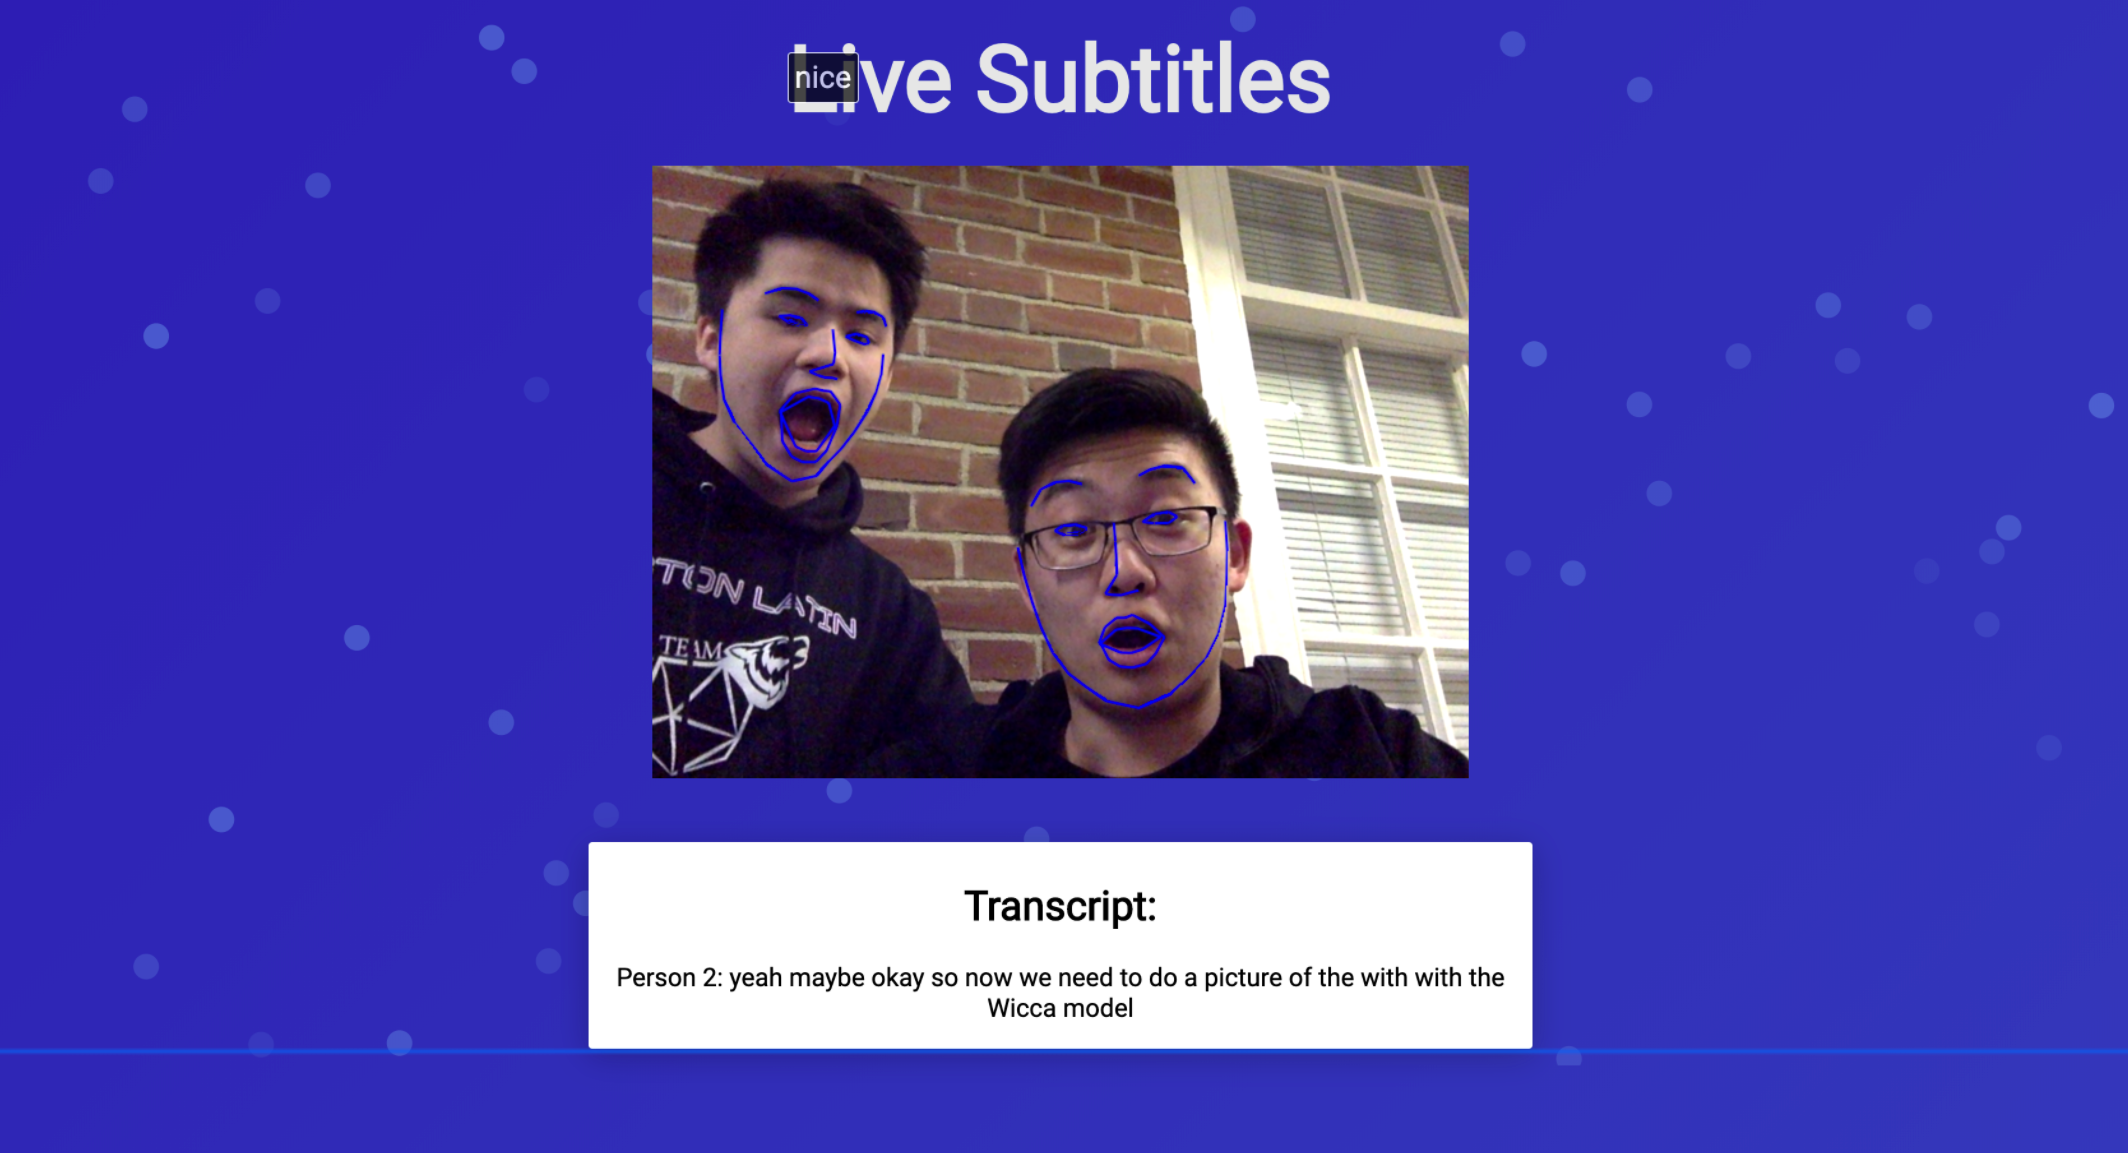 Live Subtitles
nice
TON LATIN
TEAM
Transcript:
Person 2: yeah maybe okay so now we need to do a picture of the with with the
Wicca model